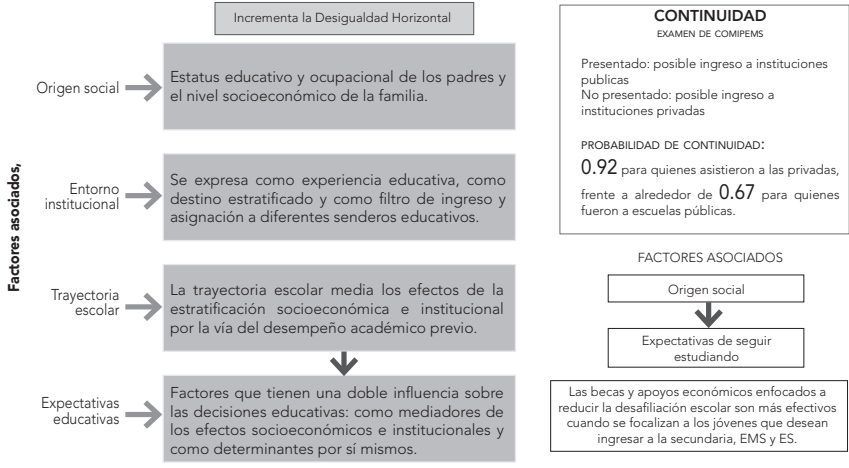 Incrementa la Desigualdad Horizontal
Factores asociados,
Origen social
Estatus educativo y ocupacional de los padres y
el nivel socioeconómico de la familia.
Entorno
institucional
Se expresa como experiencia educativa, como
destino estratificado y como filtro de ingreso y
asignación a diferentes senderos educativos.
Trayectoria
escolar
La trayectoria escolar media los efectos de la
estratificación socioeconómica e institucional
por la vía del desempeño académico previo.
Expectativas
educativas
Factores que tienen una doble influencia sobre
las decisiones educativas: como mediadores de
los efectos socioeconómicos e institucionales y
como determinantes por sí mismos.
CONTINUIDAD
EXAMEN DE COMIPEMS
Presentado: posible ingreso a instituciones
publicas
No presentado: posible ingreso a
instituciones privadas
PROBABILIDAD DE CONTINUIDAD:
0.92 para quienes asistieron a las privadas,
frente a alrededor de 0.67 para quienes
fueron a escuelas públicas.
FACTORES ASOCIADOS
Origen social
Expectativas de seguir
estudiando
Las becas y apoyos económicos enfocados a
reducir la desafiliación escolar son más efectivos
cuando se focalizan a los jóvenes que desean
ingresar a la secundaria, EMS y ES.